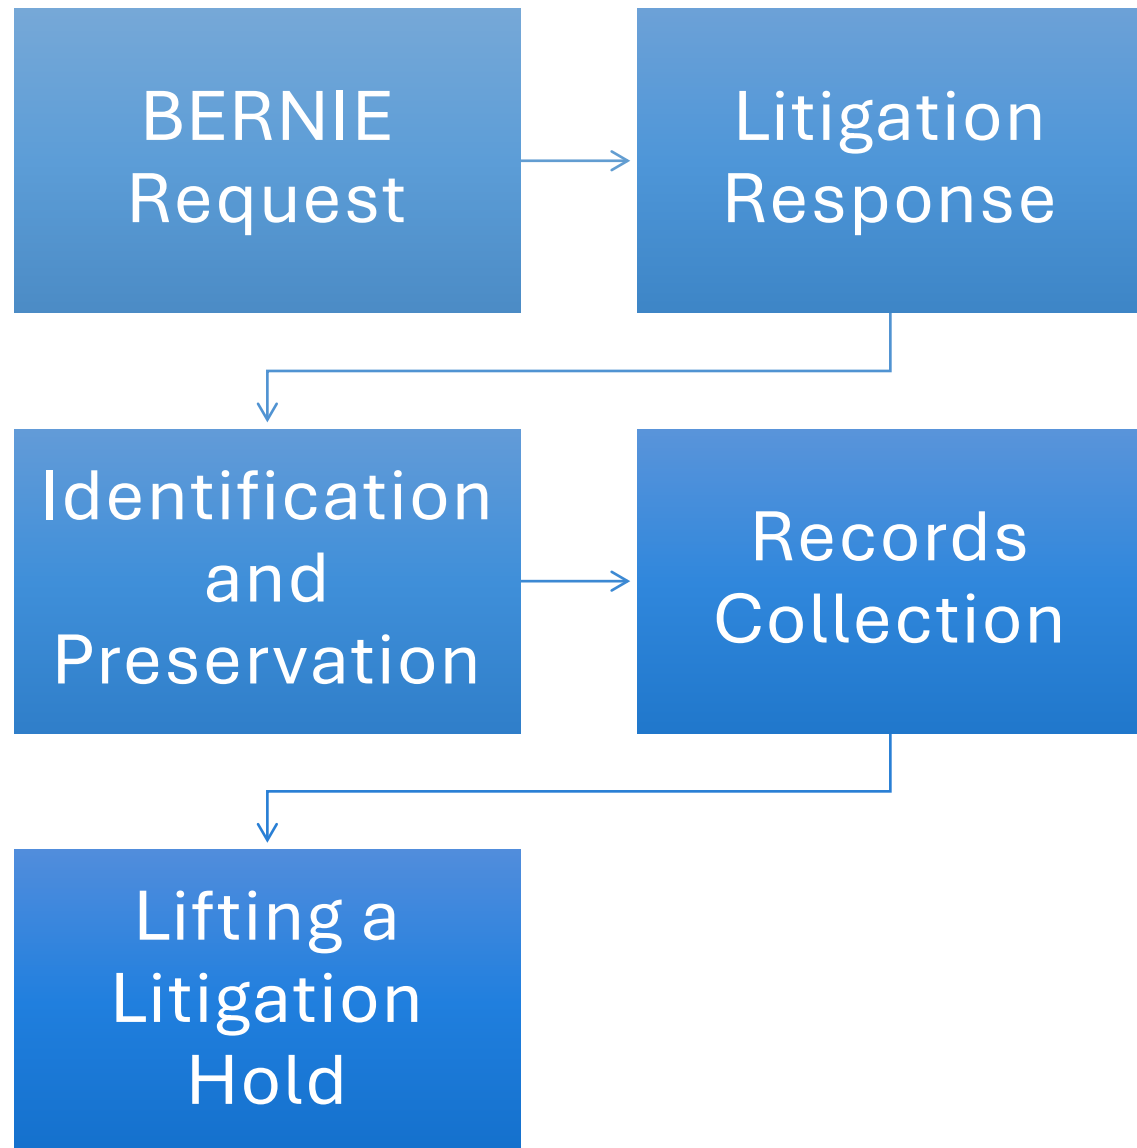 BERNIE
Request
Litigation
Response
Identification
and
Preservation
Records
Collection
Lifting a
Litigation
Hold